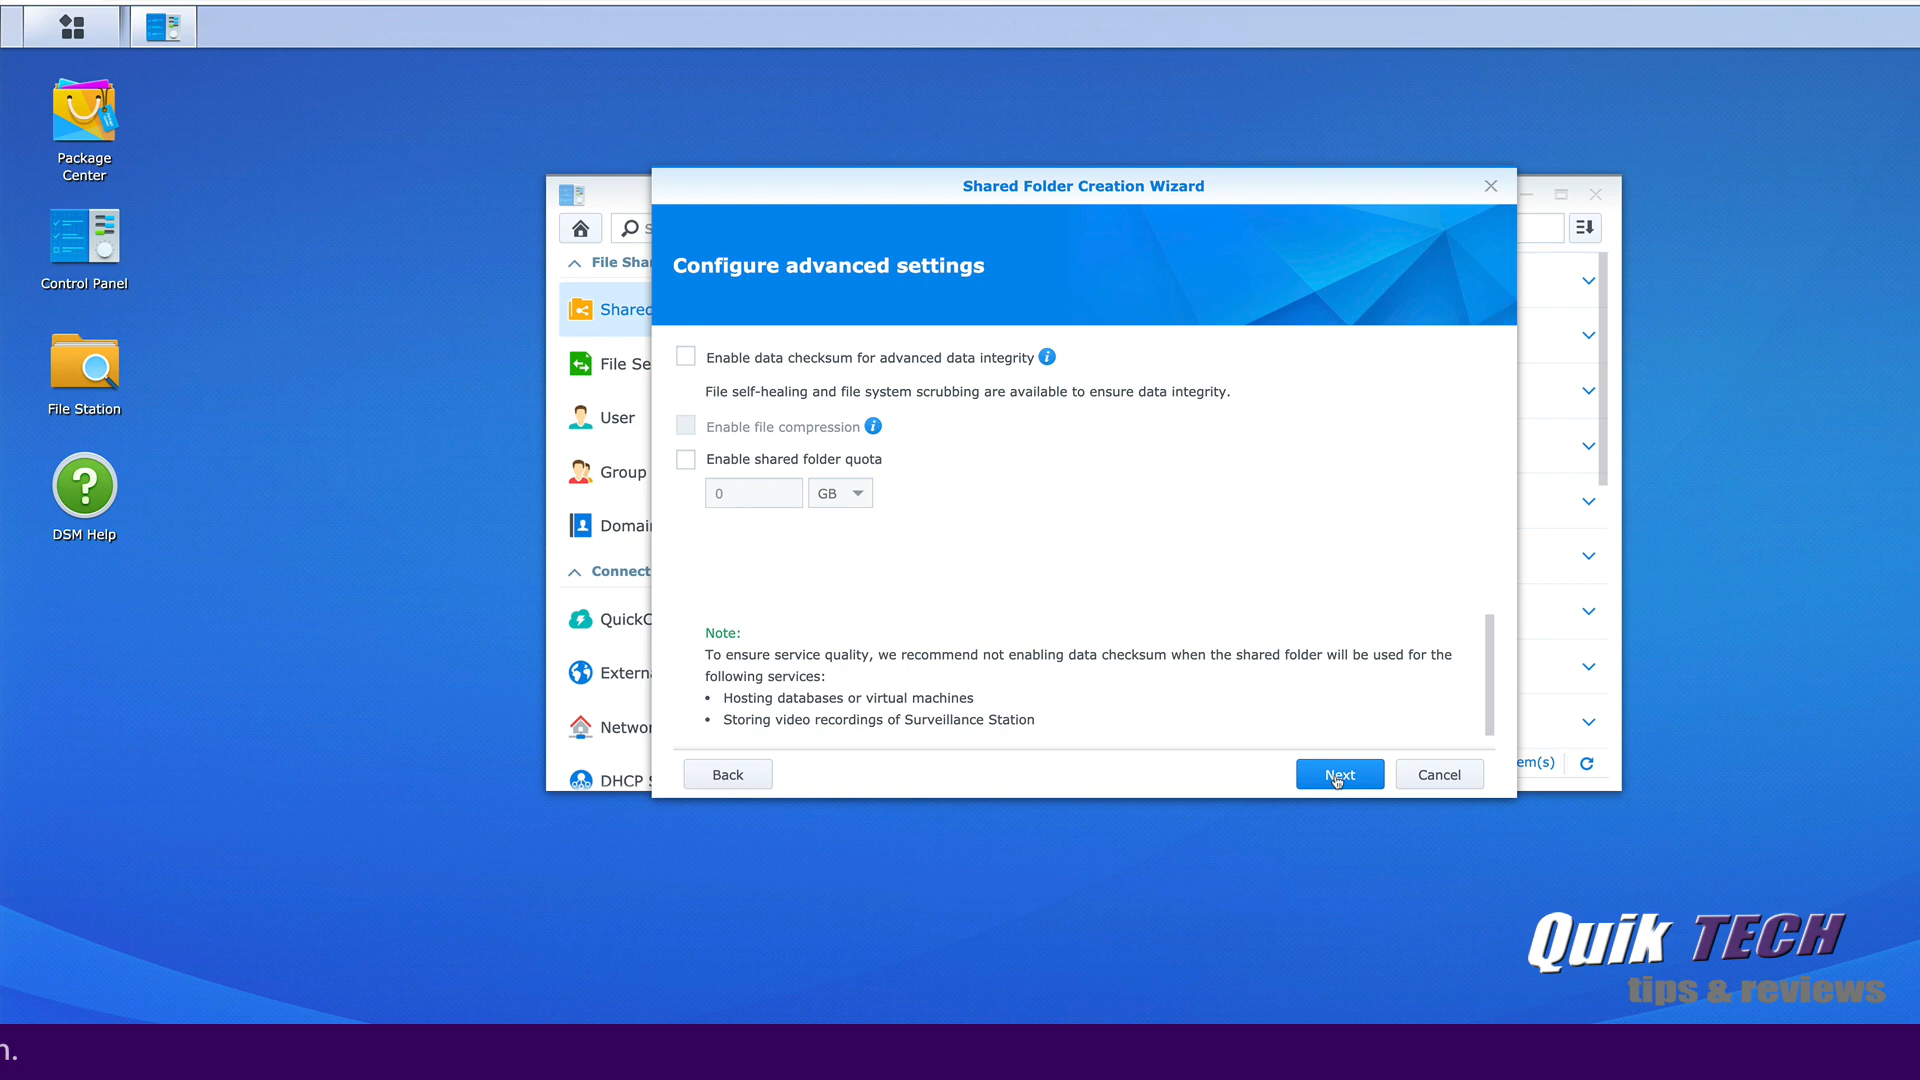 Package
Center
Control Panel
File Station
DSM Help
Shared Folder Creation Wizard
S
File Sha
Shared
File Se
User
Group
Domai
Connect
QuickC
Externa
Networ
DHCP S
Configure advanced settings
Enable data checksum for advanced data integrity
File self-healing and file system scrubbing are available to ensure data integrity.
Enable file compression
Enable shared folder quota
0 GB
Note:
To ensure service quality, we recommend not enabling data checksum when the shared folder will be used for the
following services:
• Hosting databases or virtual machines
• Storing video recordings of Surveillance Station
Back Next Cancel
em(s)
Quik TECH
tips & reviews
n.